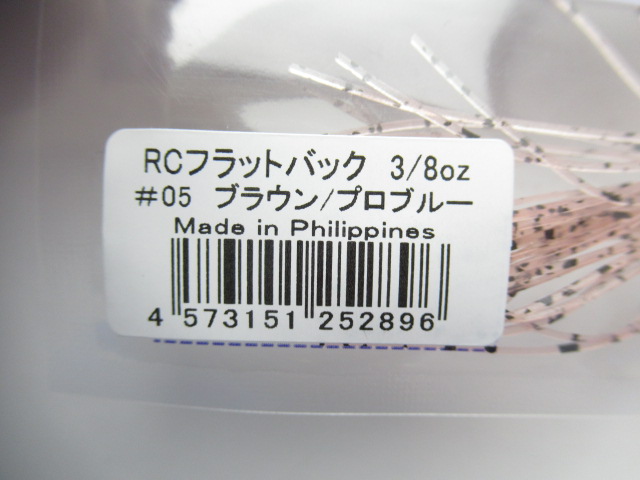 RCフラットバック 3/8oz
#05 ブラウン/プロブルー
Made in Philippines
4 573151 252896